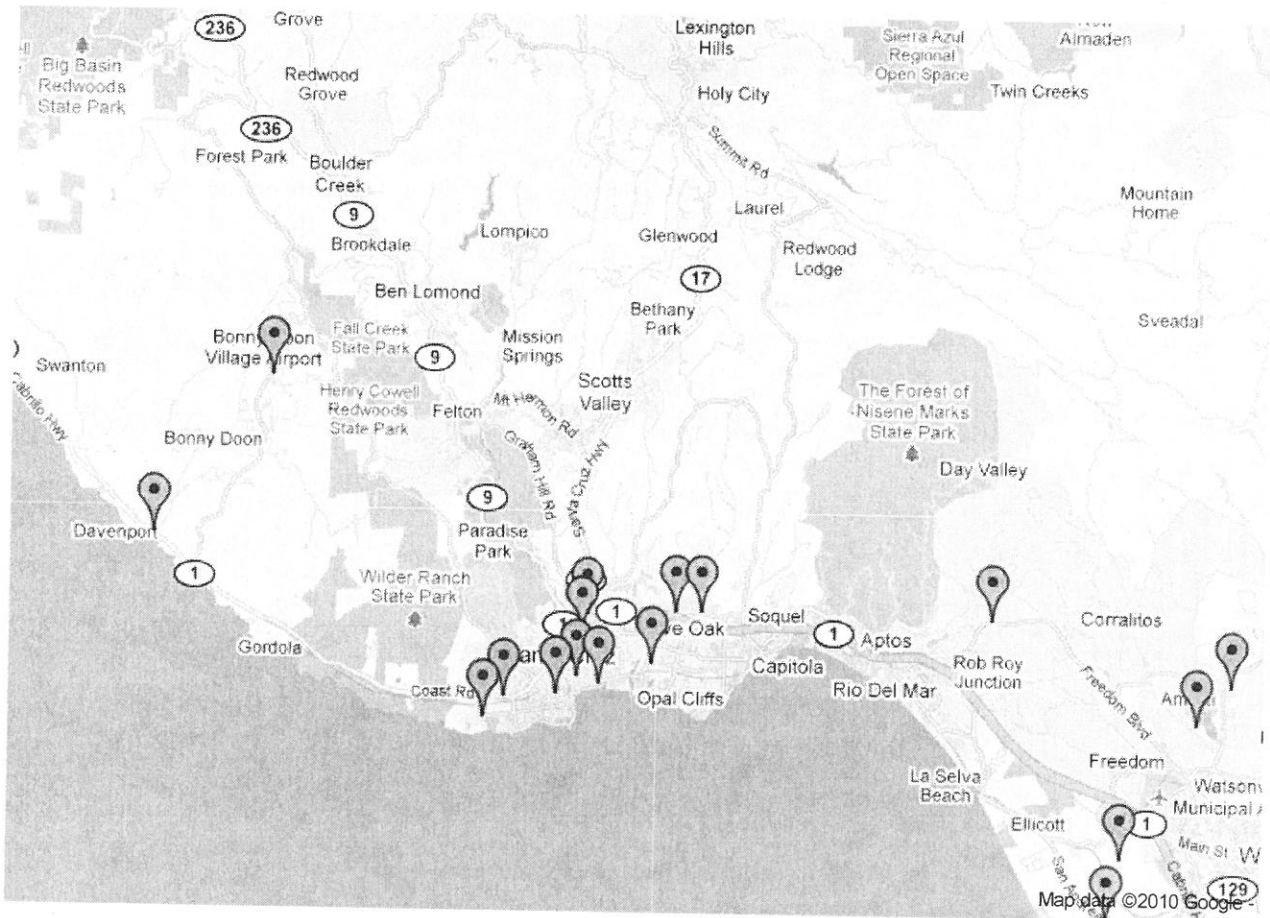 236
Grove
Lexington
Hills
Sierra Azul
Regional
Open Space
Almaden
Big Basin
Redwoods
State Park
Redwood
Grove
Holy City
Twin Creeks
236
Forest Park
Summit Rd
Boulder
Creek
Mountain
Home
9
Laurel
Brookdale
Lompico
Glenwood
Redwood
Lodge
17
Ben Lomond
Bethany
Park
Sveadal
Fall Creek
State Park
Village Airport
Mission
Springs
9
Swanton
Cabrillo Hwy
Scotts
Valley
Henry Cowell
Redwoods
State Park
Felton
Mt Hermon Rd
The Forest of
Nisene Marks
State Park
Bonny Doon
Graham Hill Rd
Santa Cruz Hwy
Day Valley
9
Davenport
Paradise
Park
1
Wilder Ranch
State Park
1
Soquel
1
Aptos
Corralitos
Gordola
Capitola
Rob Roy
Junction
Coast Rd
Opal Cliffs
Rio Del Mar
Freedom Blvd
La Selva
Beach
Freedom
Municipal
Ellicott
1
Main St
129
Map data ©2010 Google -